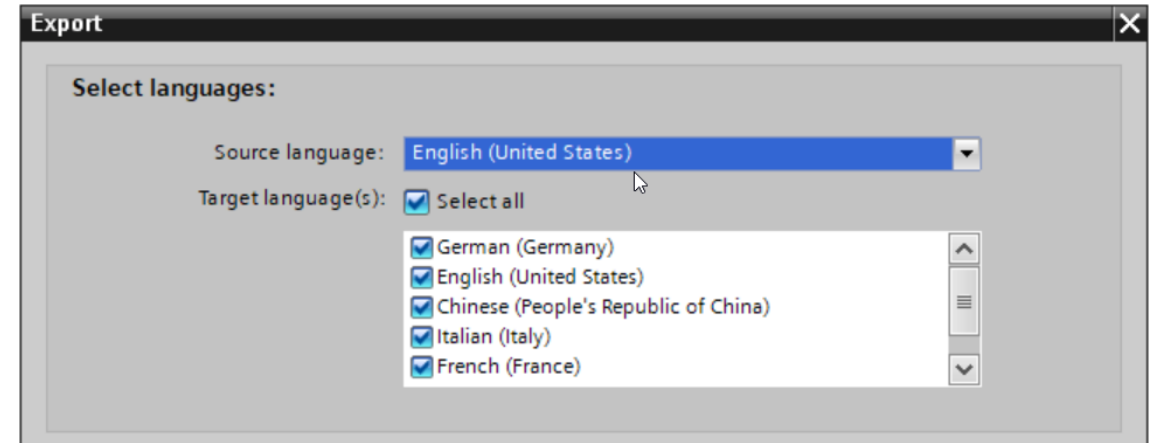 Export
Select languages:
Source language: English (United States)
Target language(s): Select all
German (Germany)
English (United States)
Chinese (People's Republic of China)
Italian (Italy)
French (France)